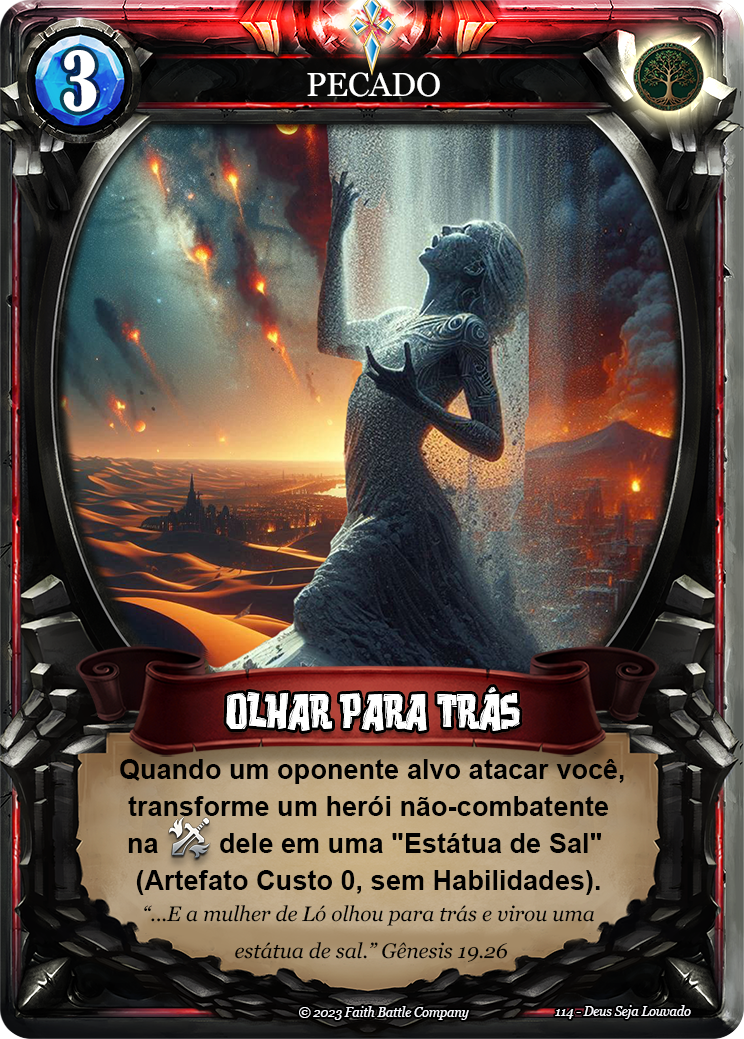 3
PECADO
OLHAR PARA TRÁS
Quando um oponente alvo atacar você,
transforme um herói não-combatente
na dele em uma "Estátua de Sal"
(Artefato Custo 0, sem Habilidades).
“...E a mulher de Ló olhou para trás e virou uma
estátua de sal.” Gênesis 19.26
© 2023 Faith Battle Company
114 - Deus Seja Louvado